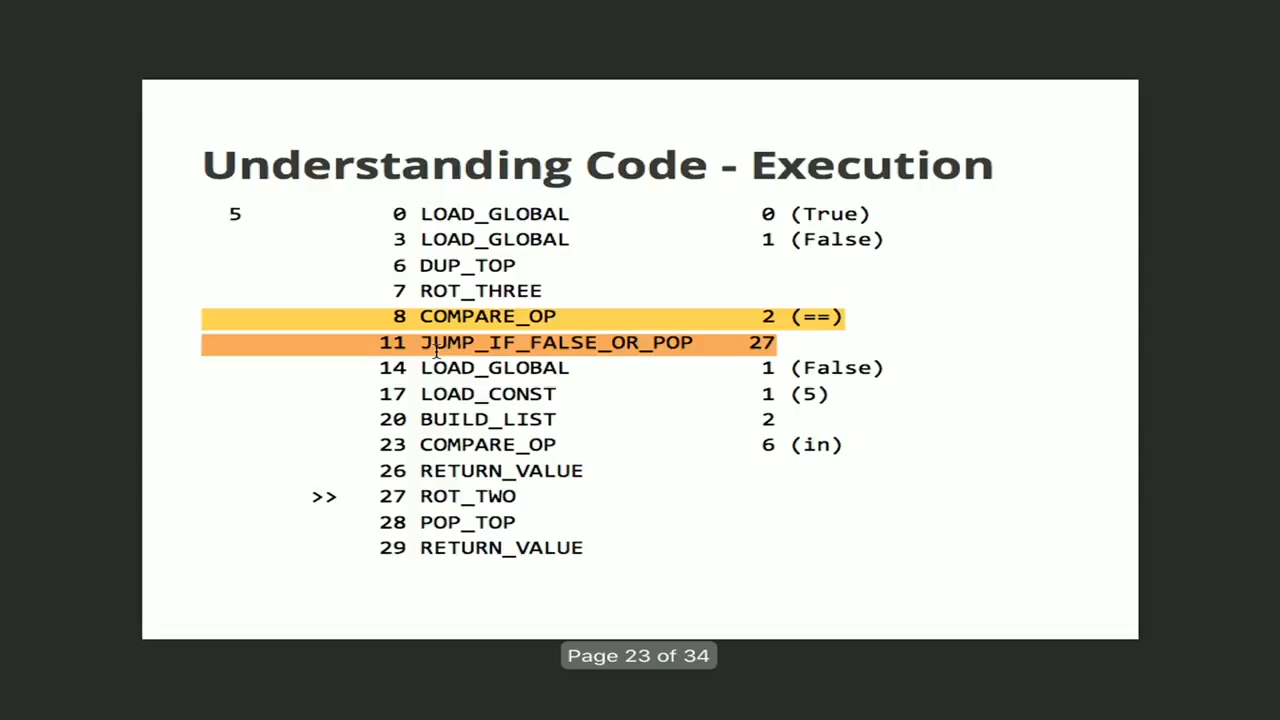 Understanding Code - Execution
5 0 LOAD_GLOBAL 0 (True)
3 LOAD_GLOBAL 1 (False)
6 DUP_TOP
7 ROT_THREE
8 COMPARE_OP 2 (==)
11 JUMP_IF_FALSE_OR_POP 27
14 LOAD_GLOBAL 1 (False)
17 LOAD_CONST 1 (5)
20 BUILD_LIST 2
23 COMPARE_OP 6 (in)
26 RETURN_VALUE
>> 27 ROT_TWO
28 POP_TOP
29 RETURN_VALUE
Page 23 of 34